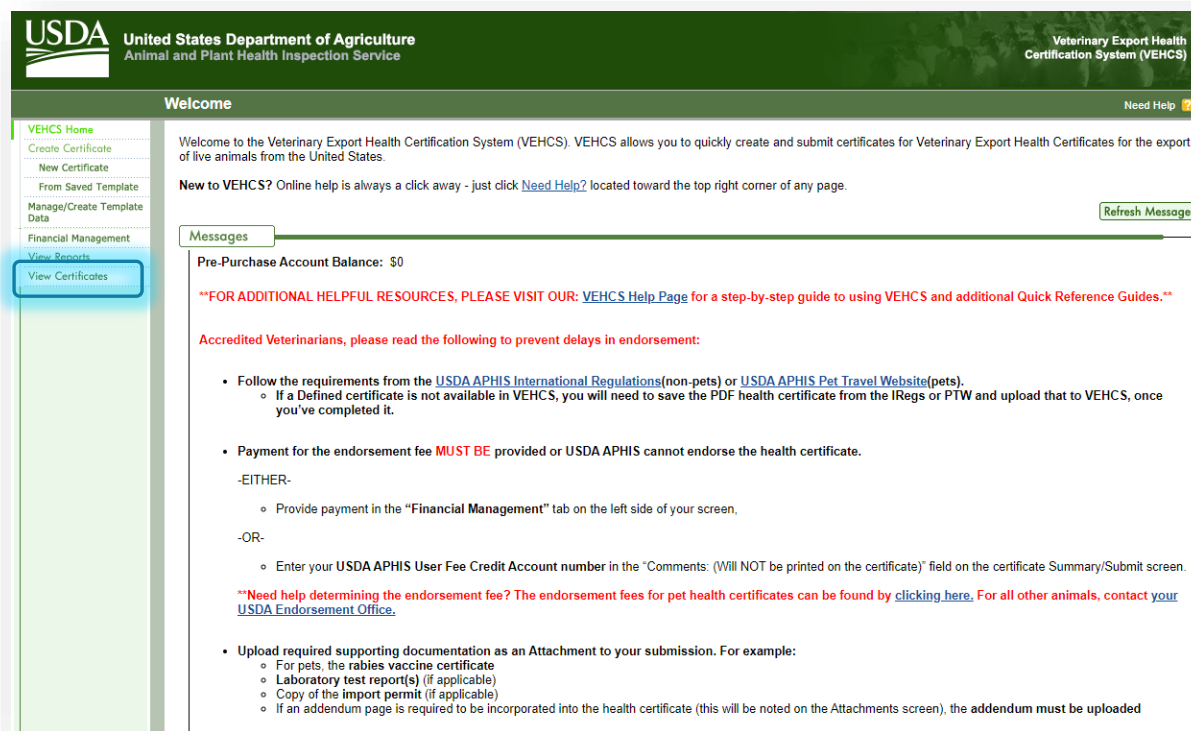 USDA
United States Department of Agriculture
Animal and Plant Health Inspection Service
Veterinary Export Health
Certification System (VEHCS)
Welcome
Need Help ?
VEHCS Home
Create Certificate
New Certificate
From Saved Template
Manage/Create Template
Data
Financial Management
View Reports
View Certificates
Welcome to the Veterinary Export Health Certification System (VEHCS). VEHCS allows you to quickly create and submit certificates for Veterinary Export Health Certificates for the export
of live animals from the United States.
New to VEHCS? Online help is always a click away - just click Need Help? located toward the top right corner of any page.
Refresh Message
Messages
Pre-Purchase Account Balance: $0
**FOR ADDITIONAL HELPFUL RESOURCES, PLEASE VISIT OUR: VEHCS Help Page for a step-by-step guide to using VEHCS and additional Quick Reference Guides.**
Accredited Veterinarians, please read the following to prevent delays in endorsement:
• Follow the requirements from the USDA APHIS International Regulations(non-pets) or USDA APHIS Pet Travel Website(pets).
◦ If a Defined certificate is not available in VEHCS, you will need to save the PDF health certificate from the IRegs or PTW and upload that to VEHCS, once
you've completed it.
• Payment for the endorsement fee MUST BE provided or USDA APHIS cannot endorse the health certificate.
-EITHER-
◦ Provide payment in the "Financial Management" tab on the left side of your screen,
-OR-
◦ Enter your USDA APHIS User Fee Credit Account number in the "Comments: (Will NOT be printed on the certificate)" field on the certificate Summary/Submit screen.
**Need help determining the endorsement fee? The endorsement fees for pet health certificates can be found by clicking here. For all other animals, contact your
USDA Endorsement Office.
• Upload required supporting documentation as an Attachment to your submission. For example:
◦ For pets, the rabies vaccine certificate
◦ Laboratory test report(s) (if applicable)
◦ Copy of the import permit (if applicable)
◦ If an addendum page is required to be incorporated into the health certificate (this will be noted on the Attachments screen), the addendum must be uploaded